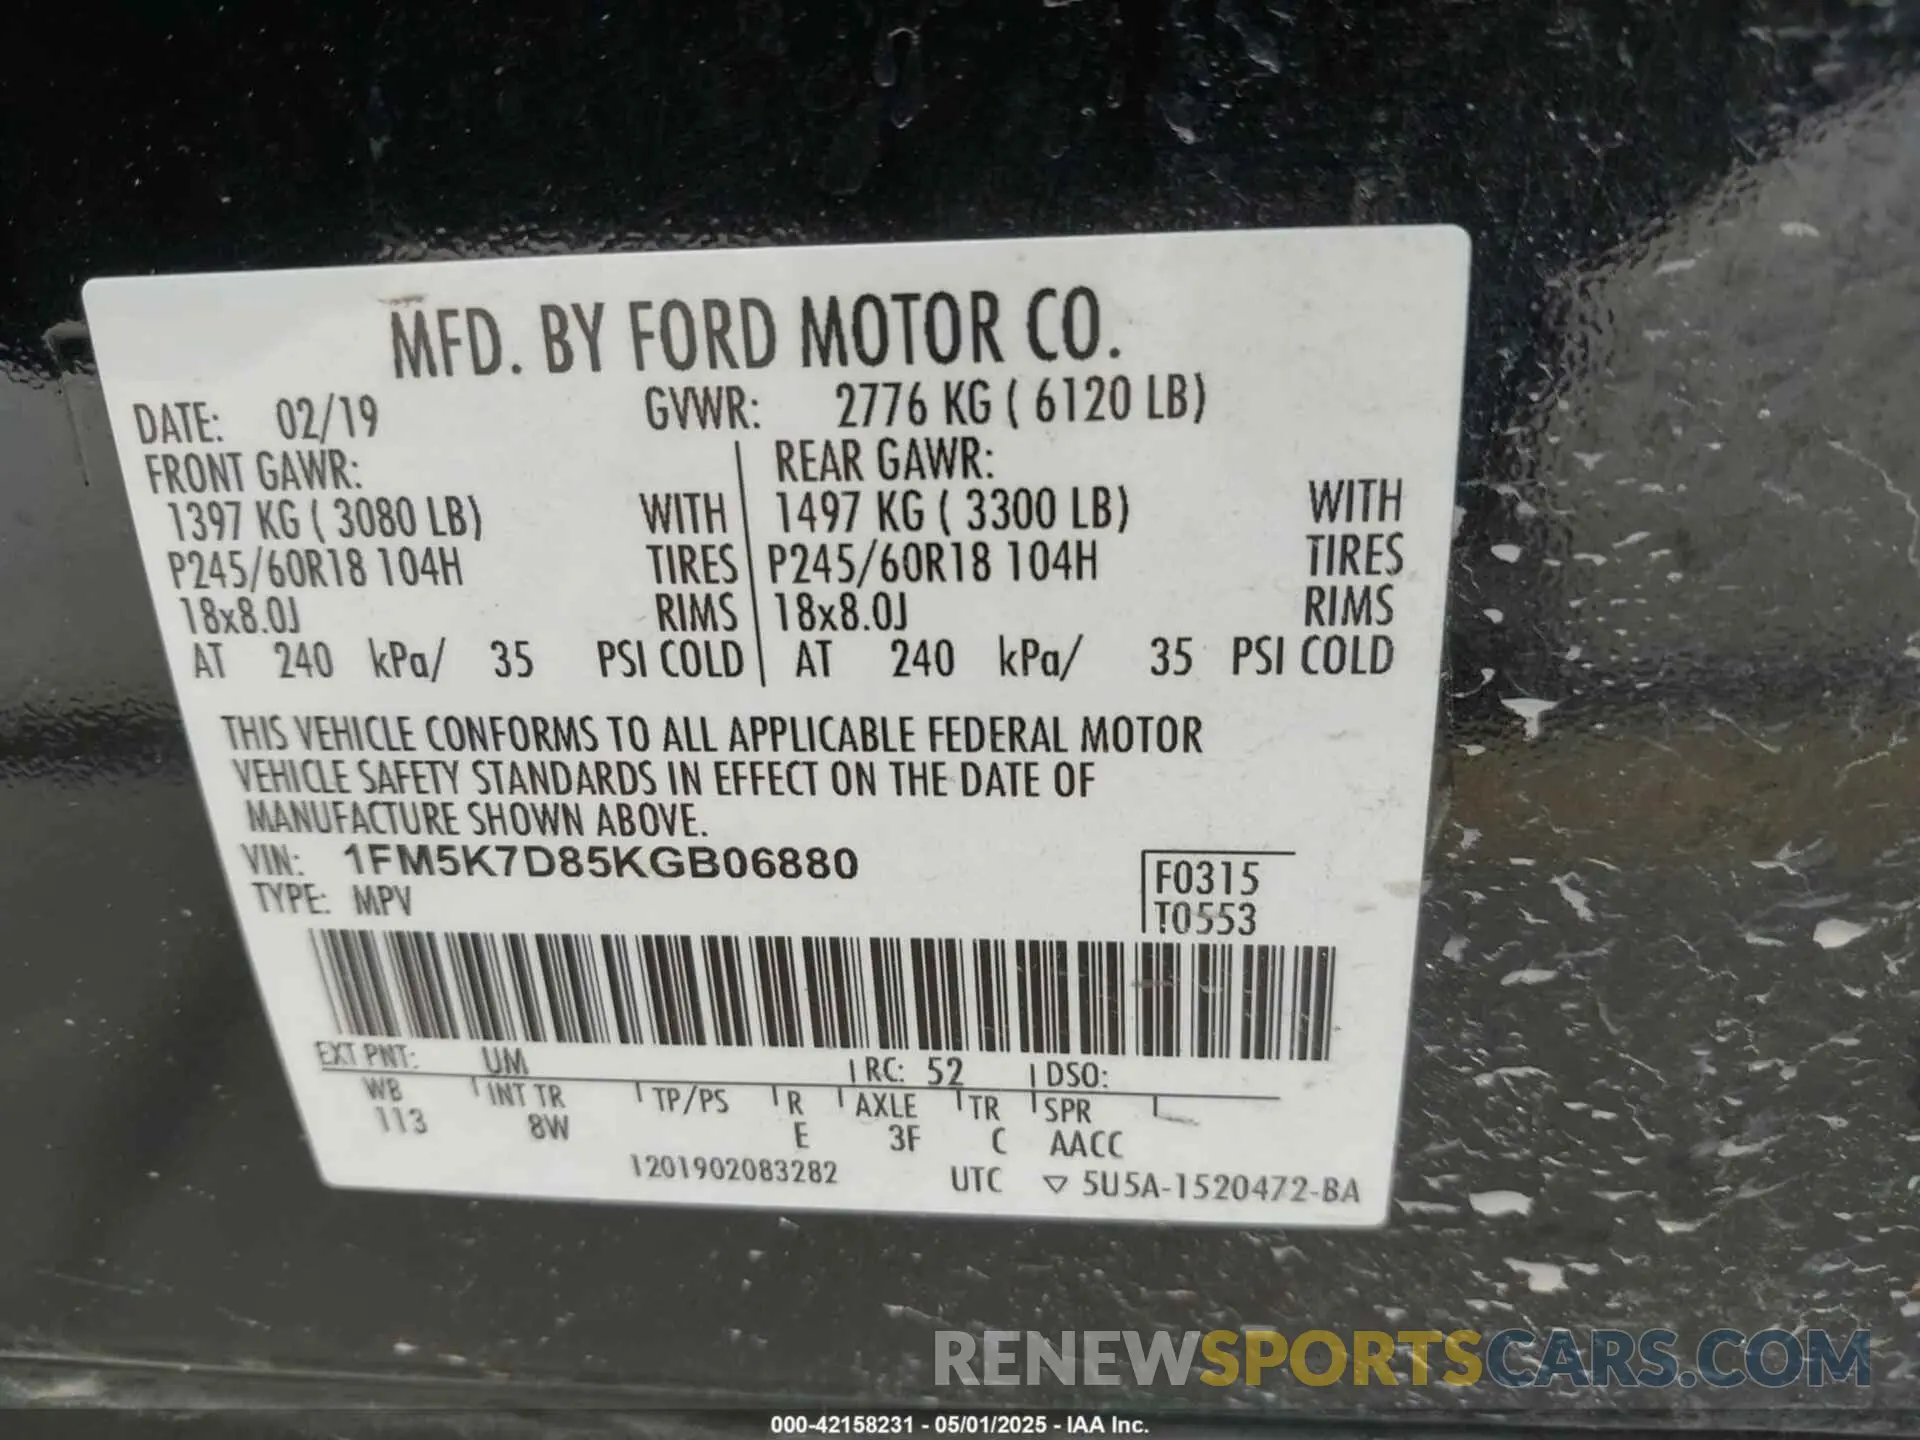 MFD. BY FORD MOTOR CO.
DATE: 02/19 GVWR: 2776 KG ( 6120 LB)
FRONT GAWR: REAR GAWR:
1397 KG ( 3080 LB) WITH 1497 KG ( 3300 LB) WITH
P245/60R18 104H TIRES P245/60R18 104H TIRES
18x8.0J RIMS 18x8.0J RIMS
AT 240 kPa/ 35 PSI COLD AT 240 kPa/ 35 PSI COLD
THIS VEHICLE CONFORMS TO ALL APPLICABLE FEDERAL MOTOR
VEHICLE SAFETY STANDARDS IN EFFECT ON THE DATE OF
MANUFACTURE SHOWN ABOVE.
VIN: 1FM5K7D85KGB06880 F0315
TYPE: MPV T0553
EXT PNT: UM RC: 52 DSO:
WB INT TR TP/PS R AXLE TR SPR
113 8W E 3F C AACC
1201902083282 UTC ▽ 5U5A-1520472-BA
RENEWSPORTSCARS.COM
000-42158231 - 05/01/2025 - IAA Inc.